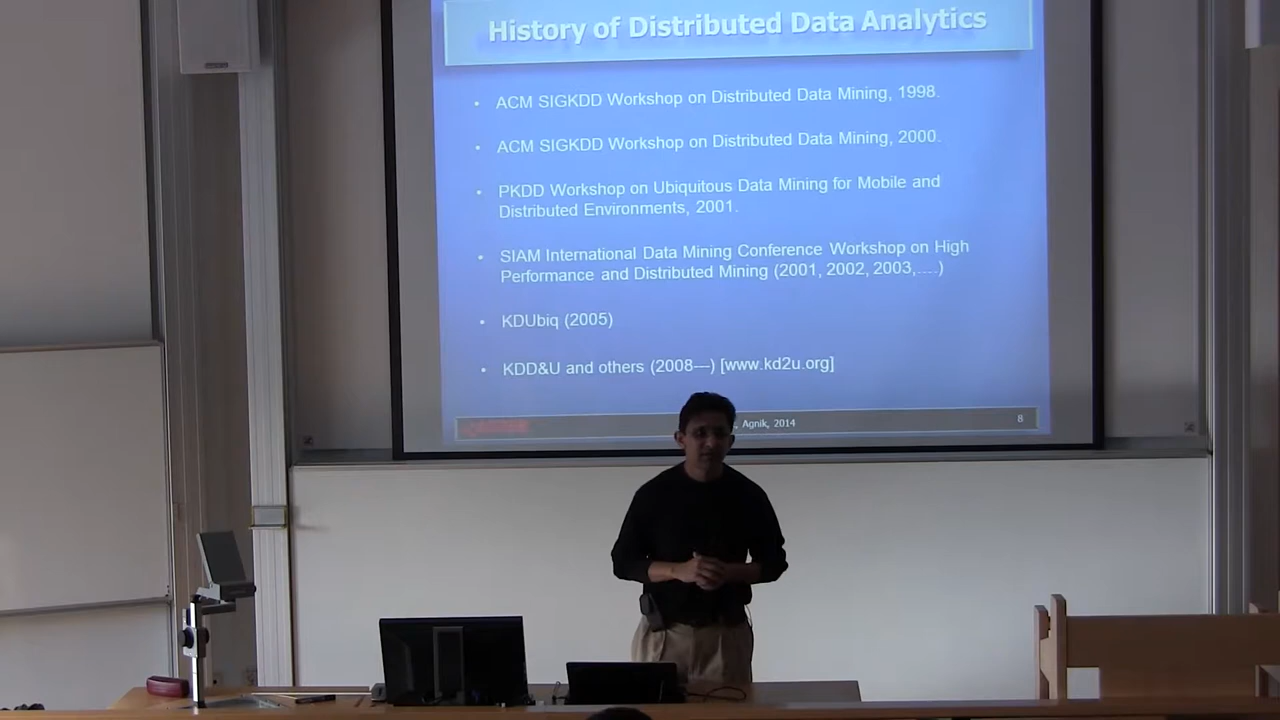 History of Distributed Data Analytics
• ACM SIGKDD Workshop on Distributed Data Mining, 1998.
• ACM SIGKDD Workshop on Distributed Data Mining, 2000.
• PKDD Workshop on Ubiquitous Data Mining for Mobile and
Distributed Environments, 2001.
• SIAM International Data Mining Conference Workshop on High
Performance and Distributed Mining (2001, 2002, 2003,....)
• KDUbiq (2005)
• KDD&U and others (2008—) [www.kd2u.org]
, Agnik, 2014
8